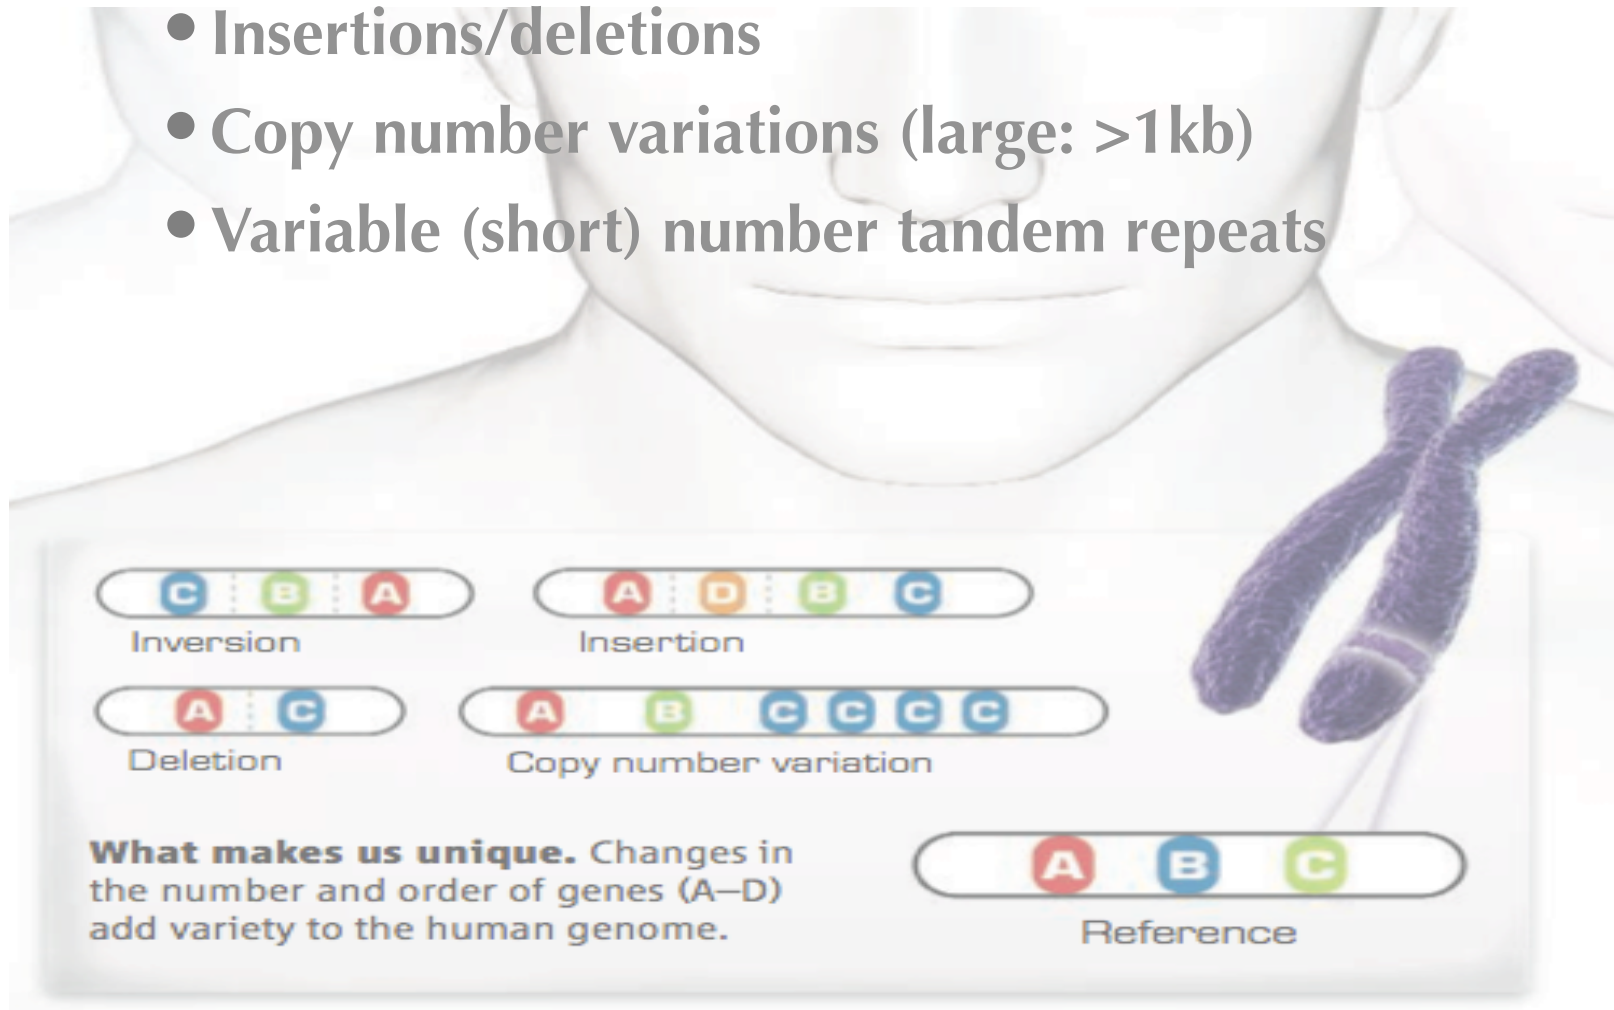 • Insertions/deletions
• Copy number variations (large: >1kb)
• Variable (short) number tandem repeats
C B A
Inversion
A D B C
Insertion
A C
Deletion
A B C C C C
Copy number variation
What makes us unique. Changes in
the number and order of genes (A–D)
add variety to the human genome.
A B C
Reference